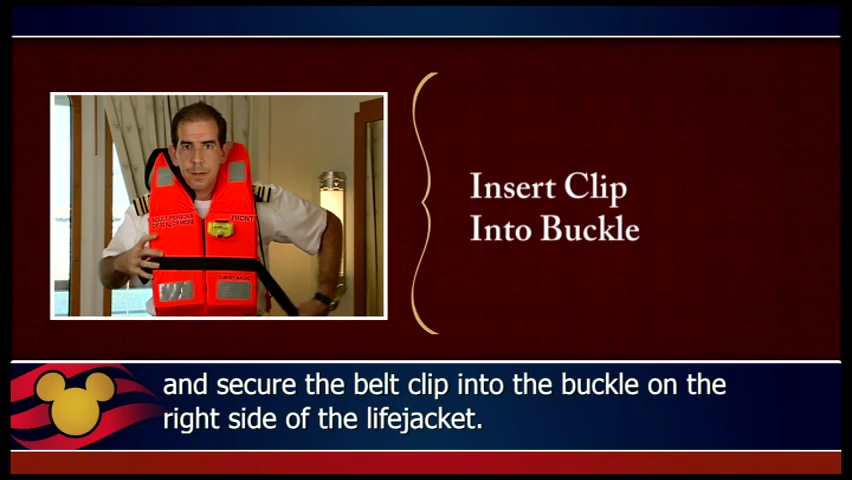 Insert Clip
Into Buckle
FRONT
and secure the belt clip into the buckle on the
right side of the lifejacket.